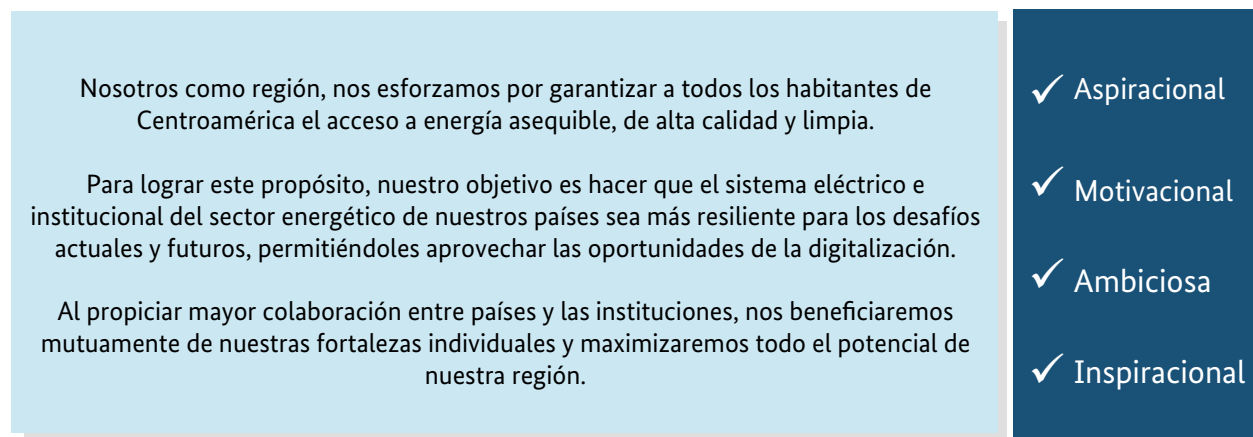 Nosotros como región, nos esforzamos por garantizar a todos los habitantes de
Centroamérica el acceso a energía asequible, de alta calidad y limpia.
Para lograr este propósito, nuestro objetivo es hacer que el sistema eléctrico e
institucional del sector energético de nuestros países sea más resiliente para los desafíos
actuales y futuros, permitiéndoles aprovechar las oportunidades de la digitalización.
Al propiciar mayor colaboración entre países y las instituciones, nos beneficiaremos
mutuamente de nuestras fortalezas individuales y maximizaremos todo el potencial de
nuestra región.
✓ Aspiracional
✓ Motivacional
✓ Ambiciosa
✓ Inspiracional